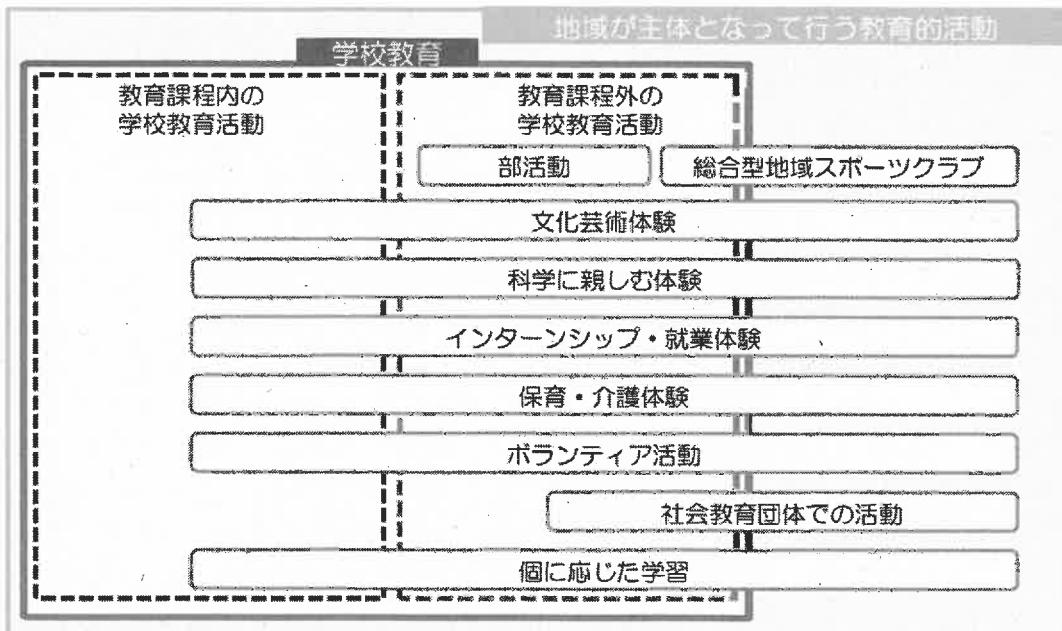 地域が主体となって行う教育的活動
学校教育
教育課程内の
学校教育活動
教育課程外の
学校教育活動
部活動
総合型地域スポーツクラブ
文化芸術体験
科学に親しむ体験
インターンシップ・就業体験
保育・介護体験
ボランティア活動
社会教育団体での活動
個に応じた学習